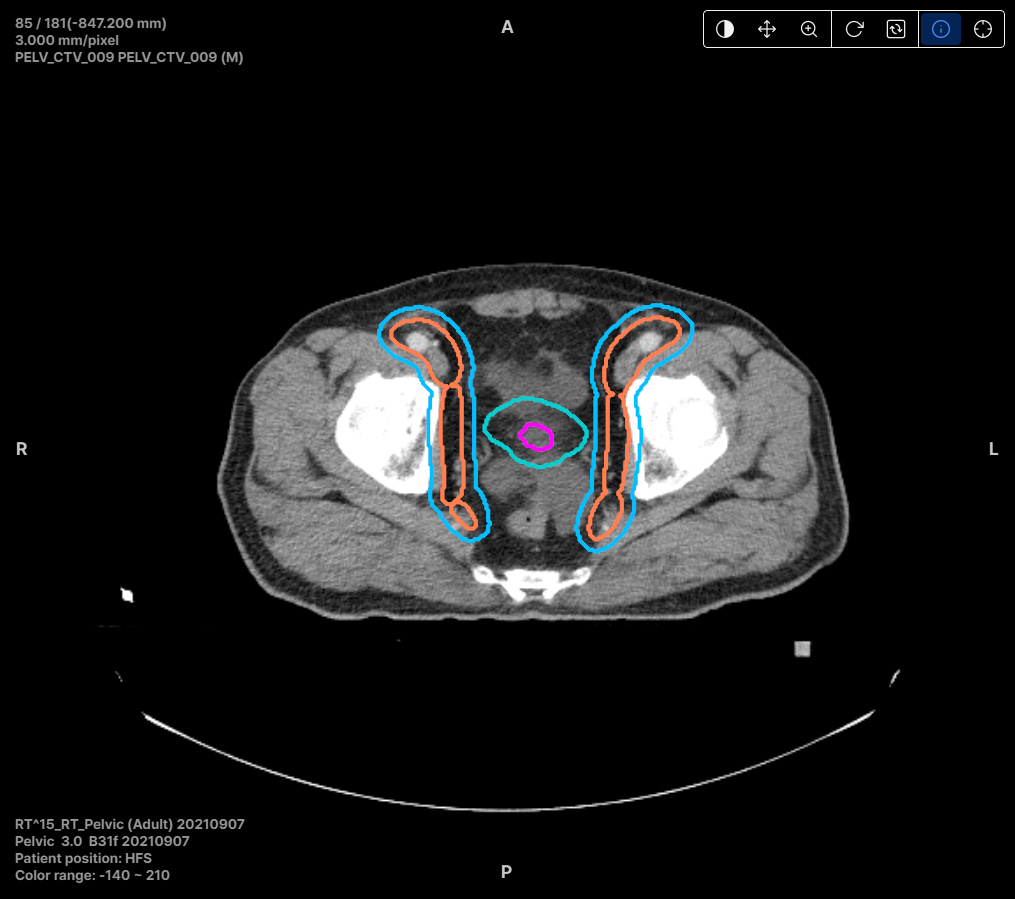 85 / 181(-847.200 mm)
3.000 mm/pixel
PELV_CTV_009 PELV_CTV_009 (M)
A
R
L
RT^15_RT_Pelvic (Adult) 20210907
Pelvic  3.0  B31f 20210907
Patient position: HFS
Color range: -140 ~ 210
P